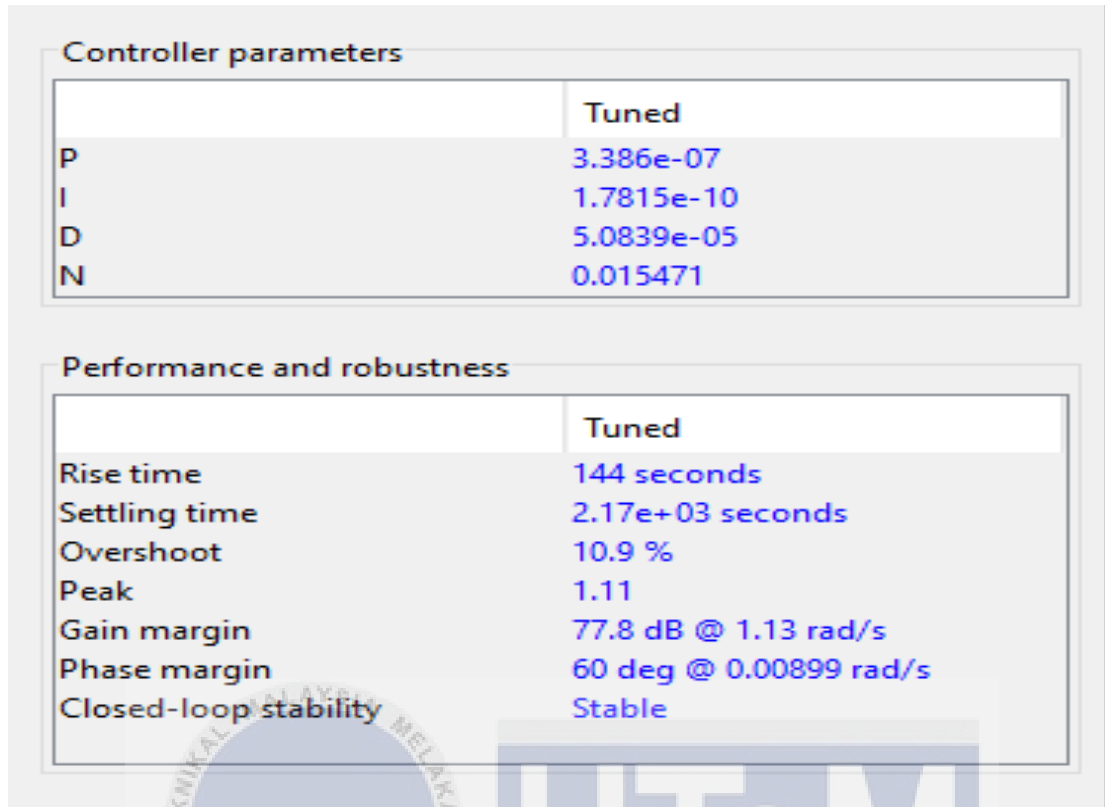 Controller parameters
Tuned
P 3.386e-07
I 1.7815e-10
D 5.0839e-05
N 0.015471
Performance and robustness
Tuned
Rise time 144 seconds
Settling time 2.17e+03 seconds
Overshoot 10.9 %
Peak 1.11
Gain margin 77.8 dB @ 1.13 rad/s
Phase margin 60 deg @ 0.00899 rad/s
Closed-loop stability Stable
MALAYSIA